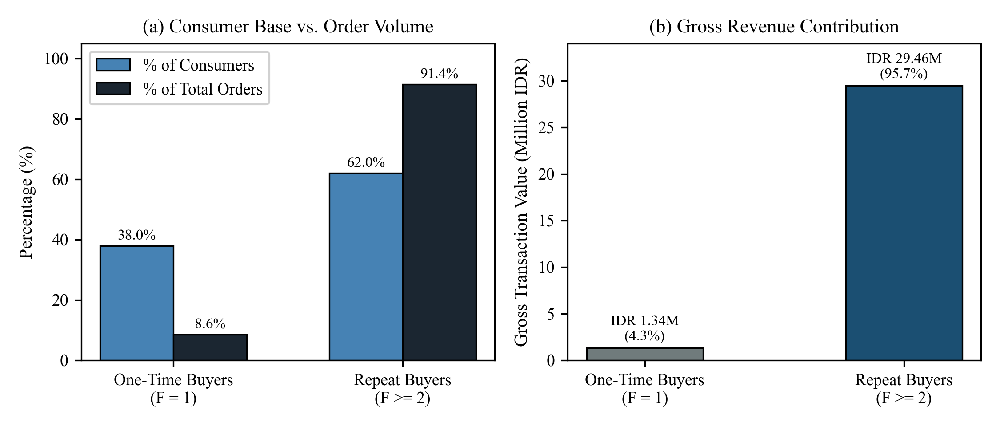 (a) Consumer Base vs. Order Volume
Percentage (%)
100
80
60
40
20
0
% of Consumers
% of Total Orders
38.0%
8.6%
62.0%
91.4%
One-Time Buyers
(F = 1)
Repeat Buyers
(F >= 2)
(b) Gross Revenue Contribution
Gross Transaction Value (Million IDR)
30
25
20
15
10
5
0
IDR 1.34M
(4.3%)
IDR 29.46M
(95.7%)
One-Time Buyers
(F = 1)
Repeat Buyers
(F >= 2)